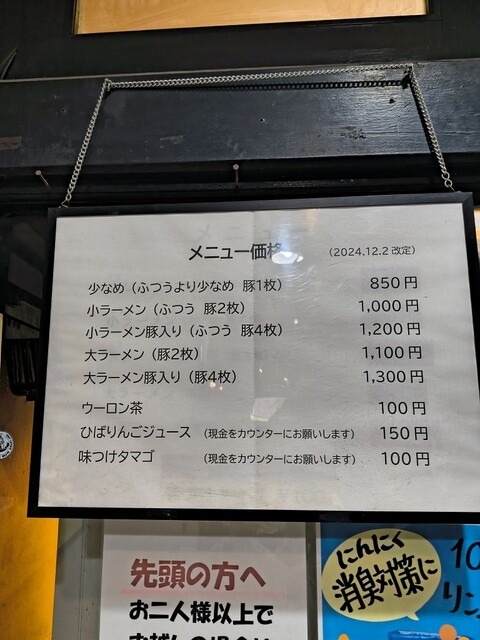 メニュー価格 (2024.12.2 改定)
少なめ（ふつうより少なめ 豚1枚） 850円
小ラーメン（ふつう 豚2枚） 1,000円
小ラーメン豚入り（ふつう 豚4枚） 1,200円
大ラーメン（豚2枚） 1,100円
大ラーメン豚入り（豚4枚） 1,300円
ウーロン茶 100円
ひばりんごジュース （現金をカウンターにお願いします） 150円
味つけタマゴ （現金をカウンターにお願いします） 100円
先頭の方へ
お二人様以上で
にんにく
消臭対策に
10
リン